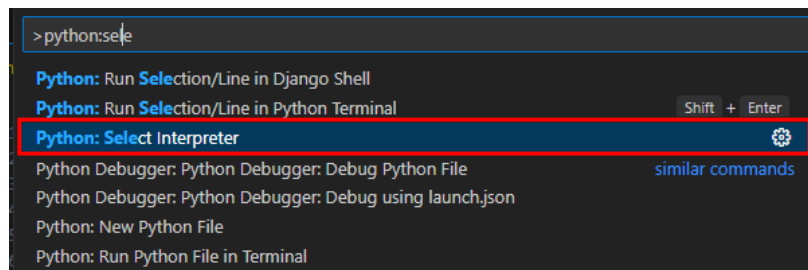 >python:sele
Python: Run Selection/Line in Django Shell
Python: Run Selection/Line in Python Terminal Shift + Enter
Python: Select Interpreter
Python Debugger: Python Debugger: Debug Python File similar commands
Python Debugger: Python Debugger: Debug using launch.json
Python: New Python File
Python: Run Python File in Terminal